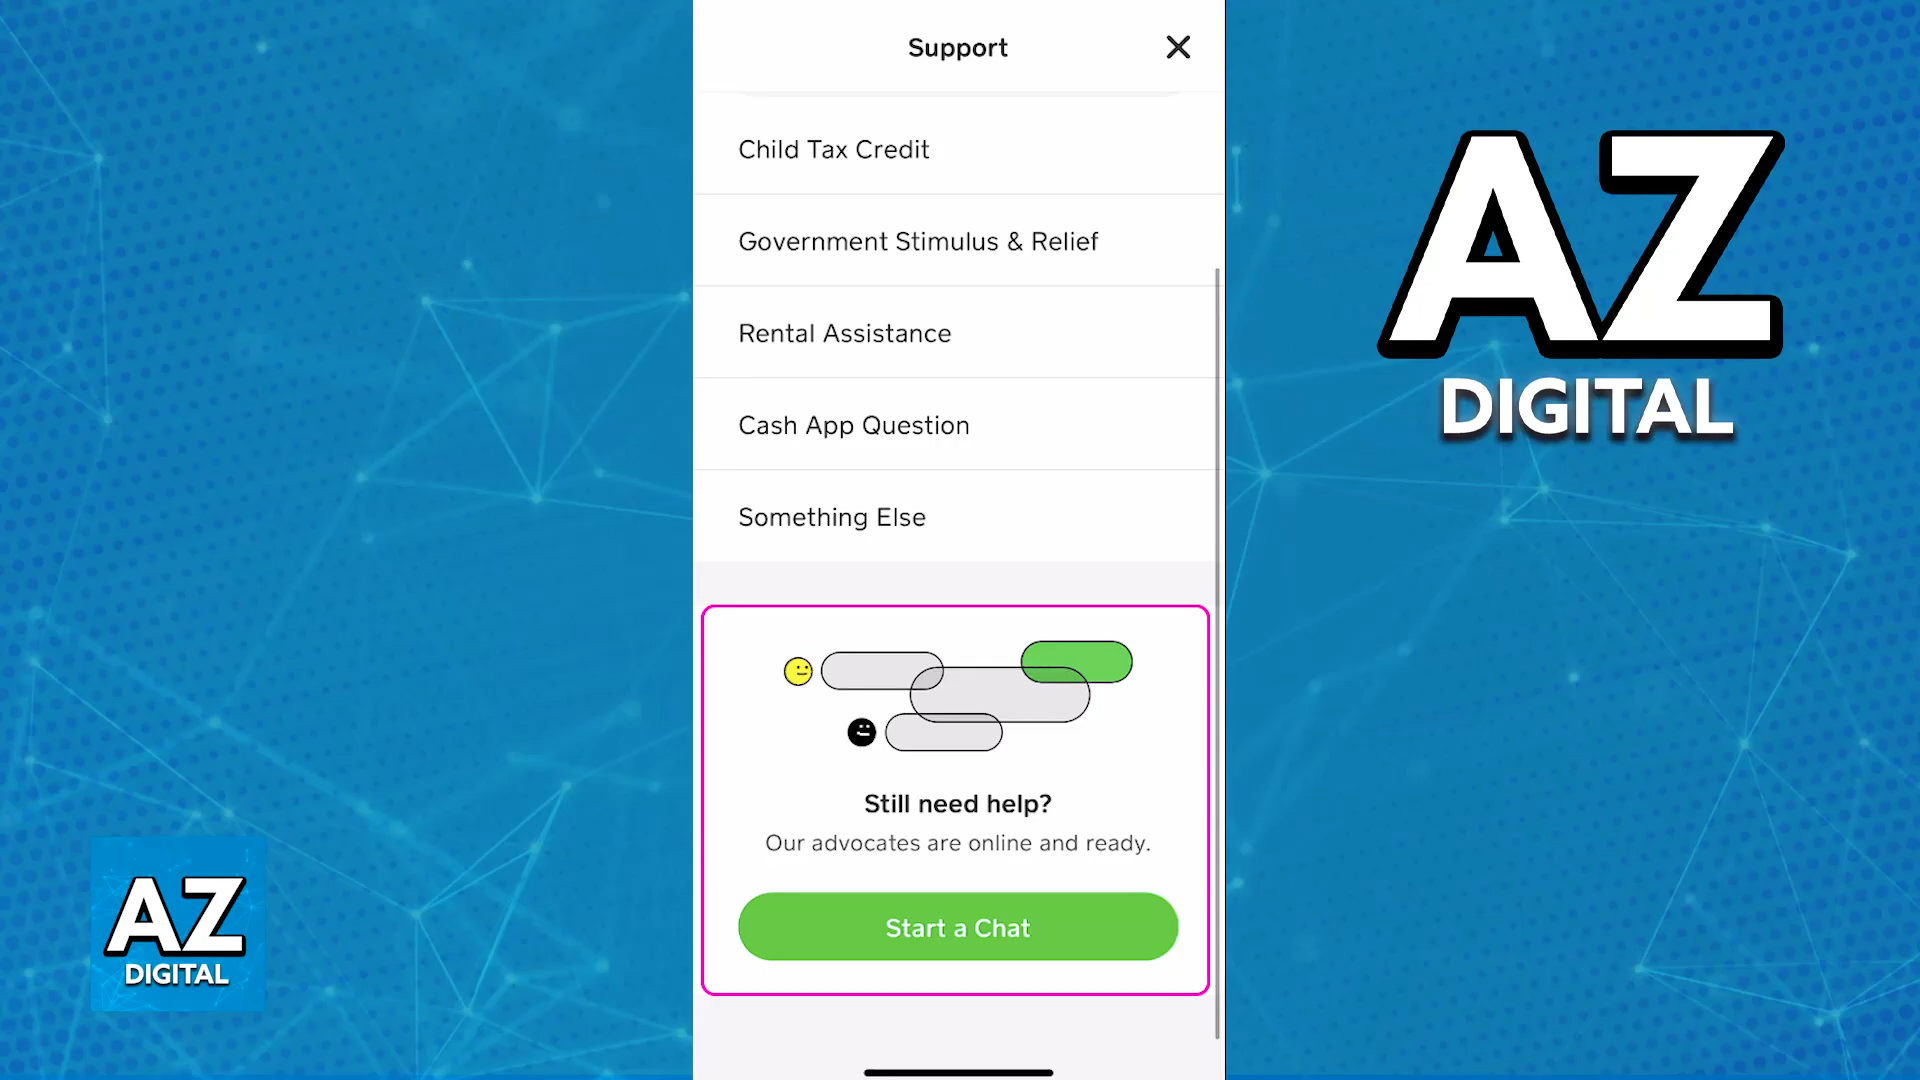 Support
Child Tax Credit
Government Stimulus & Relief
Rental Assistance
Cash App Question
Something Else
Still need help?
Our advocates are online and ready.
Start a Chat
AZ
DIGITAL
AZ
DIGITAL